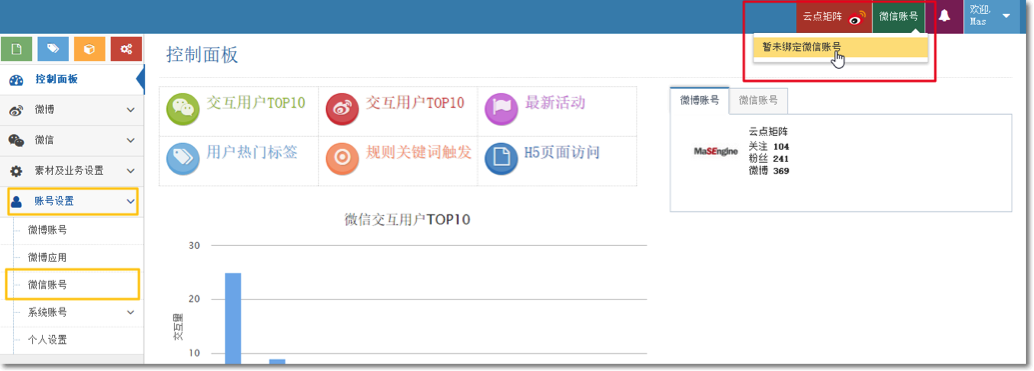 云点矩阵
微信账号
欢迎,
Mas
暂未绑定微信账号
控制面板
微博
微信
素材及业务设置
账号设置
微博账号
微博应用
微信账号
系统账号
个人设置
控制面板
交互用户TOP10
交互用户TOP10
最新活动
用户热门标签
规则关键词触发
H5页面访问
微信交互用户TOP10
30
20
10
交互量
微博账号
微信账号
MaSEngine
云点矩阵
关注 104
粉丝 241
微博 369